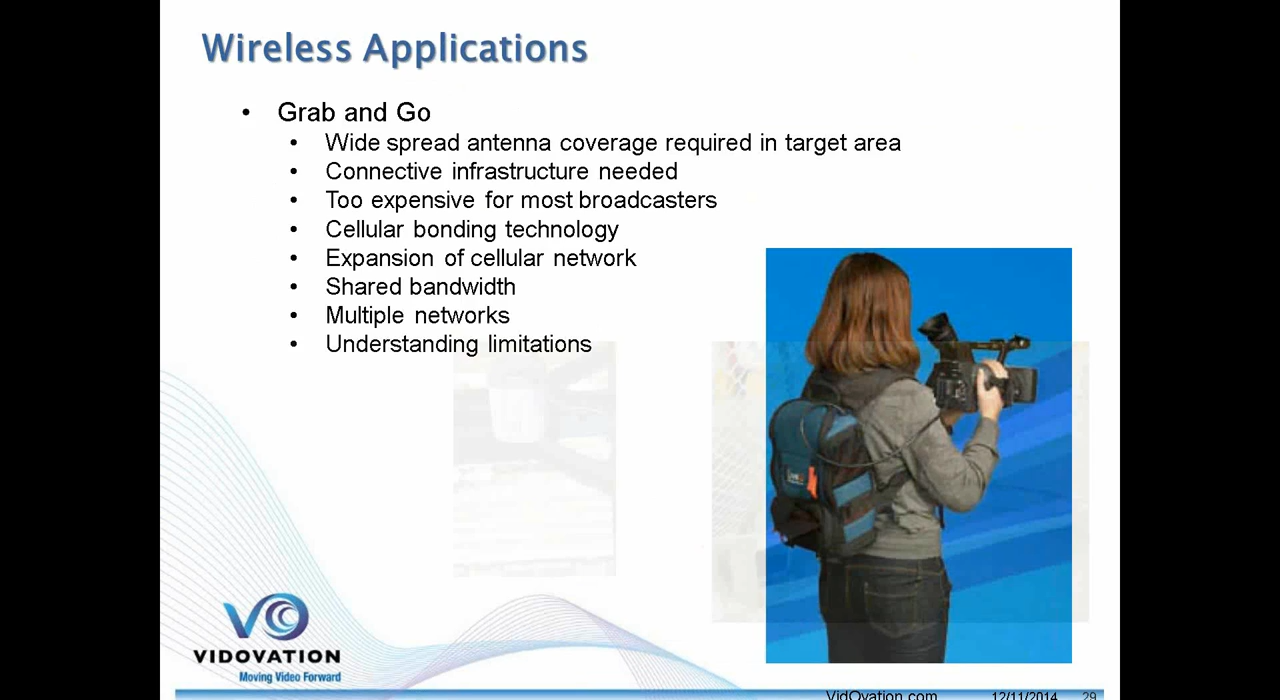 Wireless Applications
• Grab and Go
• Wide spread antenna coverage required in target area
• Connective infrastructure needed
• Too expensive for most broadcasters
• Cellular bonding technology
• Expansion of cellular network
• Shared bandwidth
• Multiple networks
• Understanding limitations
VO
VIDOVATION
Moving Video Forward
VidOvation.com 12/11/2014 29